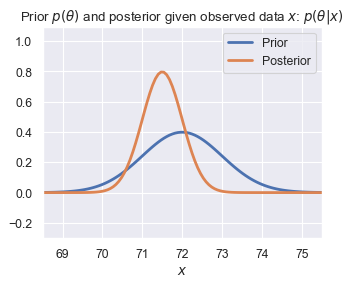 Prior p(θ) and posterior given observed data x: p(θ|x)
Prior
Posterior
1.0
0.8
0.6
0.4
0.2
0.0
−0.2
69 70 71 72 73 74 75
x